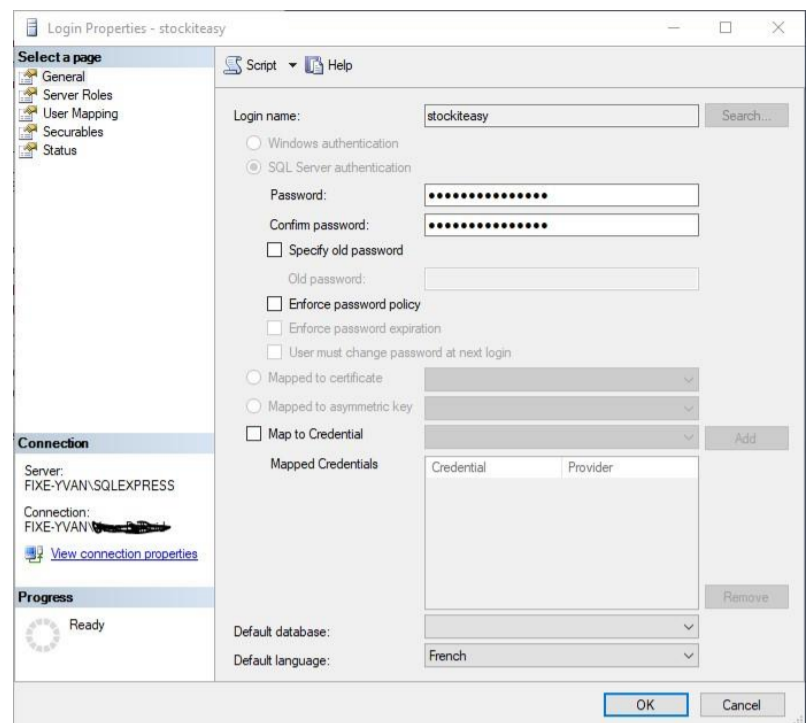 Login Properties - stockiteasy
Select a page
General
Server Roles
User Mapping
Securables
Status
Script Help
Login name: stockiteasy Search...
Windows authentication
SQL Server authentication
Password: ●●●●●●●●●●●●●●●
Confirm password: ●●●●●●●●●●●●●●●
Specify old password
Old password:
Enforce password policy
Enforce password expiration
User must change password at next login
Mapped to certificate
Mapped to asymmetric key
Map to Credential Add
Mapped Credentials Credential Provider
Remove
Default database:
Default language: French
Connection
Server:
FIXE-YVAN\SQLEXPRESS
Connection:
FIXE-YVAN\
View connection properties
Progress
Ready
OK Cancel